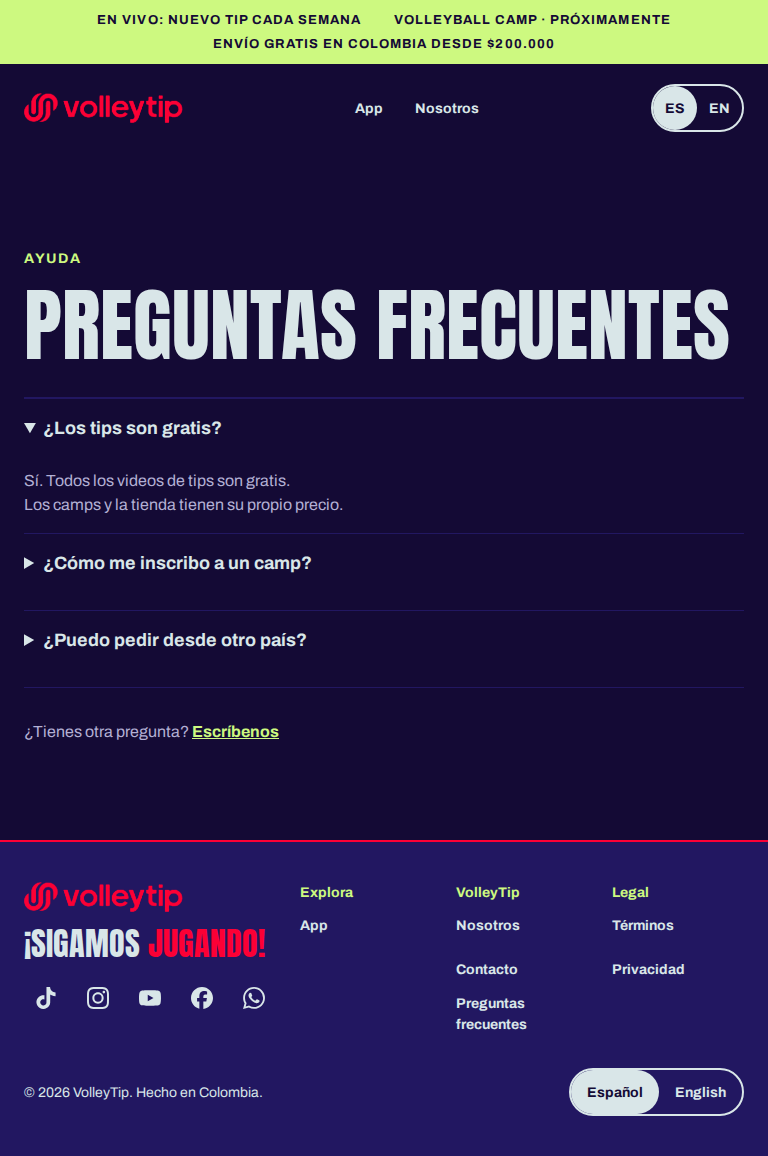 EN VIVO: NUEVO TIP CADA SEMANA VOLLEYBALL CAMP · PRÓXIMAMENTE
ENVÍO GRATIS EN COLOMBIA DESDE $200.000
volleytip
App Nosotros
ES EN
AYUDA
PREGUNTAS FRECUENTES
¿Los tips son gratis?
Sí. Todos los videos de tips son gratis.
Los camps y la tienda tienen su propio precio.
¿Cómo me inscribo a un camp?
¿Puedo pedir desde otro país?
¿Tienes otra pregunta? Escríbenos
volleytip
¡SIGAMOS JUGANDO!
Explora
App
VolleyTip
Nosotros
Contacto
Preguntas
frecuentes
Legal
Términos
Privacidad
© 2026 VolleyTip. Hecho en Colombia.
Español English